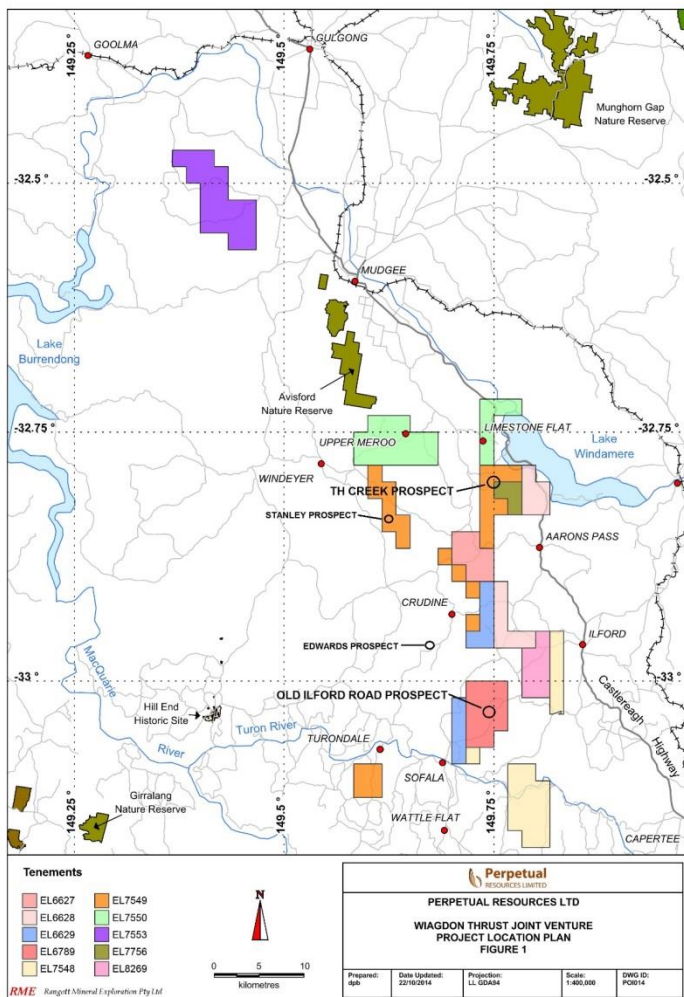 149.25°
GOOLMA
149.5°
GULGONG
149.75°
Munghorn Gap
Nature Reserve
-32.5°
-32.5°
MUDGEE
Lake
Burrendong
Avisford
Nature Reserve
-32.75°
-32.75°
UPPER MEROO
LIMESTONE FLAT
Lake
Windamere
WINDEYER
TH CREEK PROSPECT
STANLEY PROSPECT
AARONS PASS
CRUDINE
EDWARDS PROSPECT
ILFORD
-33°
-33°
Macquarie
River
Hill End
Historic Site
OLD ILFORD ROAD PROSPECT
Castlereagh
Highway
Turon River
TURONDALE
SOFALA
Girralang
Nature Reserve
WATTLE FLAT
CAPERTEE
149.25°
149.5°
149.75°
Tenements
EL6627
EL6628
EL6629
EL6789
EL7548
EL7549
EL7550
EL7553
EL7756
EL8269
N
0 5 10
kilometres
RME Rangott Mineral Exploration Pty Ltd
Perpetual
RESOURCES LIMITED
PERPETUAL RESOURCES LTD
WIAGDON THRUST JOINT VENTURE
PROJECT LOCATION PLAN
FIGURE 1
Prepared:
dpb
Date Updated:
22/10/2014
Projection:
LL GDA94
Scale:
1:400,000
DWG ID:
POI014